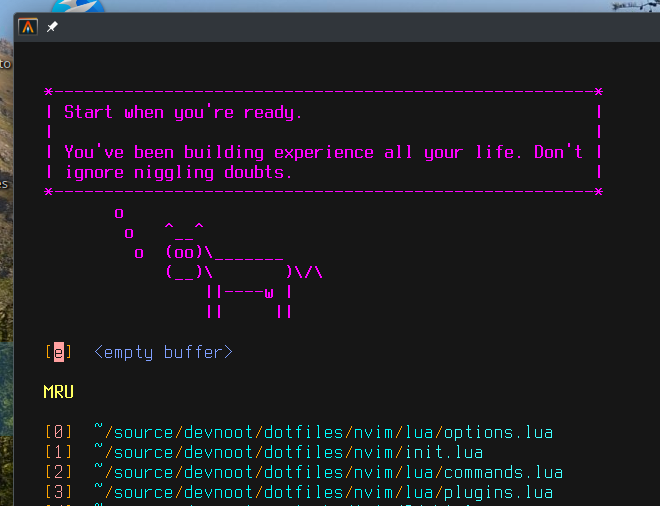 to
es
*------------------------------------------------------*
| Start when you're ready. |
| |
| You've been building experience all your life. Don't |
| ignore niggling doubts. |
*------------------------------------------------------*
o
o ^__^
o (oo)\_______
(__)\ )\/\
||----w |
|| ||
[e] <empty buffer>
MRU
[0] ~/source/devnoot/dotfiles/nvim/lua/options.lua
[1] ~/source/devnoot/dotfiles/nvim/init.lua
[2] ~/source/devnoot/dotfiles/nvim/lua/commands.lua
[3] ~/source/devnoot/dotfiles/nvim/lua/plugins.lua